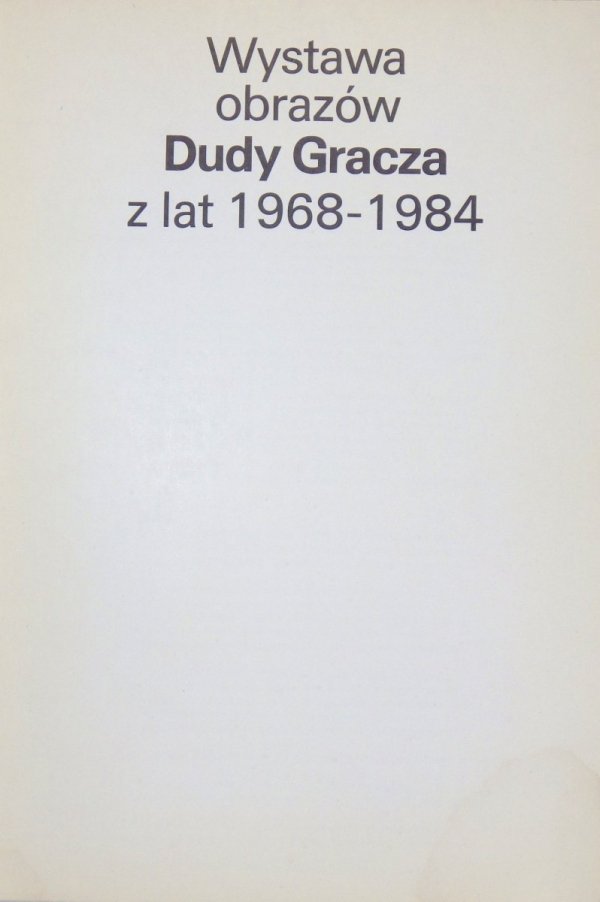 Wystawa
obrazów
Dudy Gracza
z lat 1968-1984